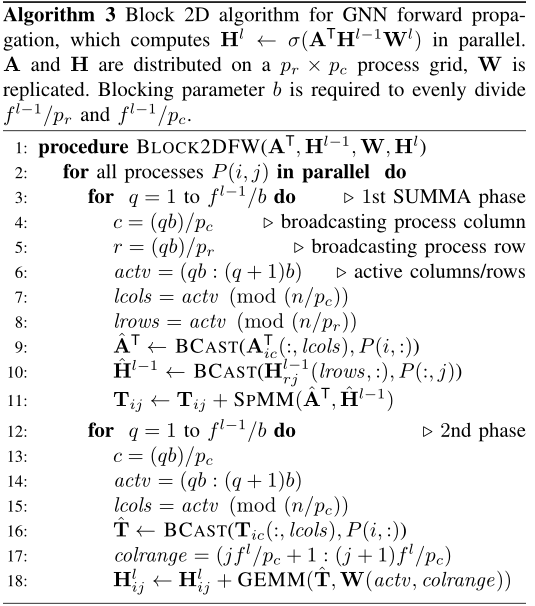 Algorithm 3 Block 2D algorithm for GNN forward propa-
gation, which computes H^l ← σ(A^T H^{l−1} W^l) in parallel.
A and H are distributed on a p_r × p_c process grid, W is
replicated. Blocking parameter b is required to evenly divide
f^{l−1}/p_r and f^{l−1}/p_c.
1: procedure BLOCK2DFW(A^T, H^{l−1}, W, H^l)
2: for all processes P(i, j) in parallel do
3: for q = 1 to f^{l−1}/b do ▷ 1st SUMMA phase
4: c = (qb)/p_c ▷ broadcasting process column
5: r = (qb)/p_r ▷ broadcasting process row
6: actv = (qb : (q + 1)b) ▷ active columns/rows
7: lcols = actv (mod (n/p_c))
8: lrows = actv (mod (n/p_r))
9: Â^T ← BCAST(A^T_{ic}(:, lcols), P(i, :))
10: Ĥ^{l−1} ← BCAST(H^{l−1}_{rj}(lrows, :), P(:, j))
11: T_{ij} ← T_{ij} + SPMM(Â^T, Ĥ^{l−1})
12: for q = 1 to f^{l−1}/b do ▷ 2nd phase
13: c = (qb)/p_c
14: actv = (qb : (q + 1)b)
15: lcols = actv (mod (n/p_c))
16: T̂ ← BCAST(T_{ic}(:, lcols), P(i, :))
17: colrange = (jf^l/p_c + 1 : (j + 1)f^l/p_c)
18: H^l_{ij} ← H^l_{ij} + GEMM(T̂, W(actv, colrange))